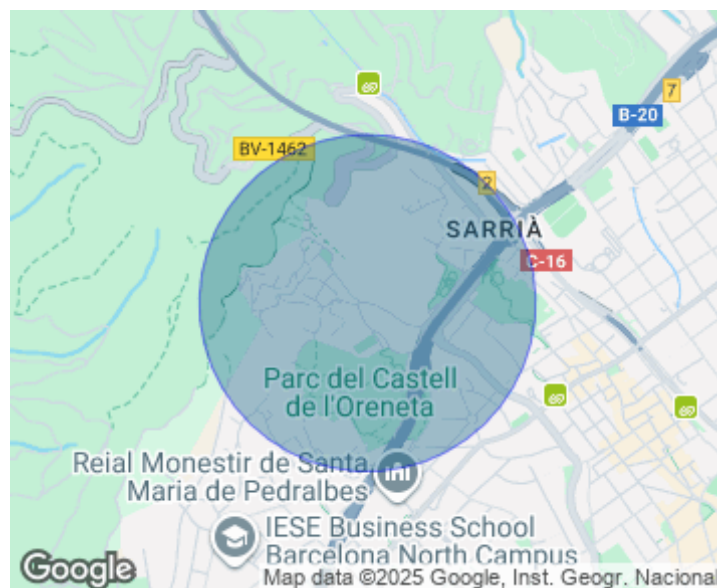 7
B-20
BV-1462
2
SARRIÀ
C-16
Parc del Castell
de l'Oreneta
Reial Monestir de Santa
Maria de Pedralbes
IESE Business School
Barcelona North Campus
Google
Map data ©2025 Google, Inst. Geogr. Nacional